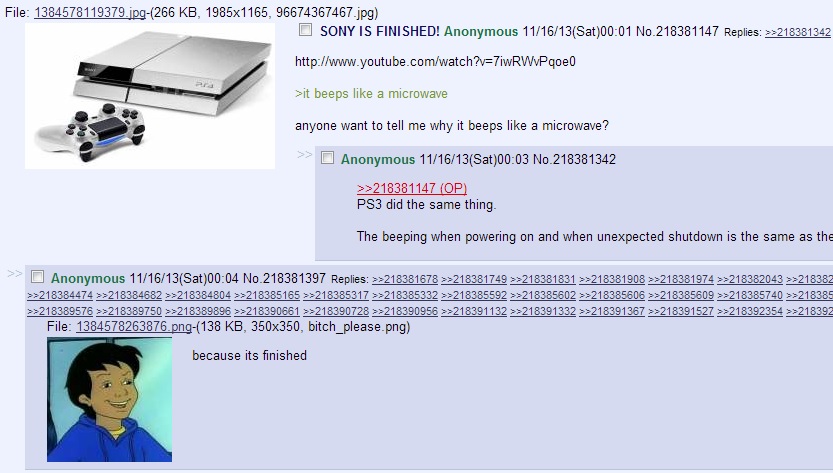 File: 1384578119379.jpg-(266 KB, 1985x1165, 96674367467.jpg)
SONY IS FINISHED! Anonymous 11/16/13(Sat)00:01 No.218381147 Replies: >>218381342
http://www.youtube.com/watch?v=7iwRWvPqoe0
>it beeps like a microwave
anyone want to tell me why it beeps like a microwave?
>> Anonymous 11/16/13(Sat)00:03 No.218381342
>>218381147 (OP)
PS3 did the same thing.
The beeping when powering on and when unexpected shutdown is the same as the
>> Anonymous 11/16/13(Sat)00:04 No.218381397 Replies: >>218381678 >>218381749 >>218381831 >>218381908 >>218381974 >>218382043 >>218382
>>218384474 >>218384682 >>218384804 >>218385165 >>218385317 >>218385332 >>218385592 >>218385602 >>218385606 >>218385609 >>218385740 >>218385
>>218389576 >>218389750 >>218389896 >>218390661 >>218390728 >>218390956 >>218391132 >>218391332 >>218391367 >>218391527 >>218392354 >>218392
File: 1384578263876.png-(138 KB, 350x350, bitch_please.png)
because its finished
SONY
PS4